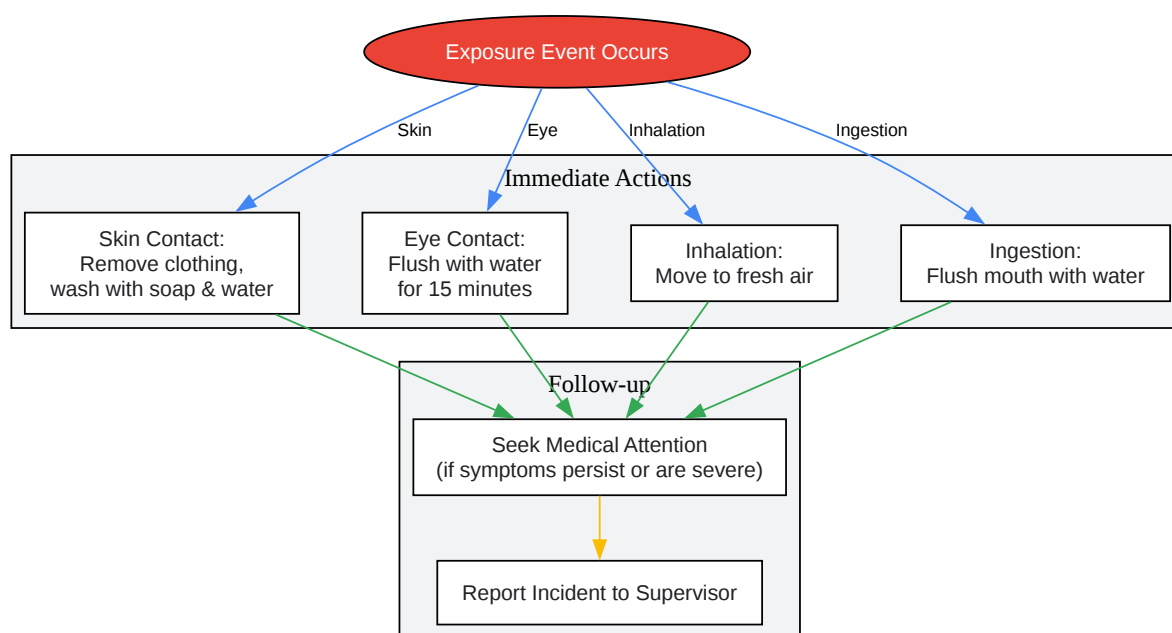 Exposure Event Occurs
Skin
Eye
Inhalation
Ingestion
Immediate Actions
Skin Contact:
Remove clothing,
wash with soap & water
Eye Contact:
Flush with water
for 15 minutes
Inhalation:
Move to fresh air
Ingestion:
Flush mouth with water
Follow-up
Seek Medical Attention
(if symptoms persist or are severe)
Report Incident to Supervisor